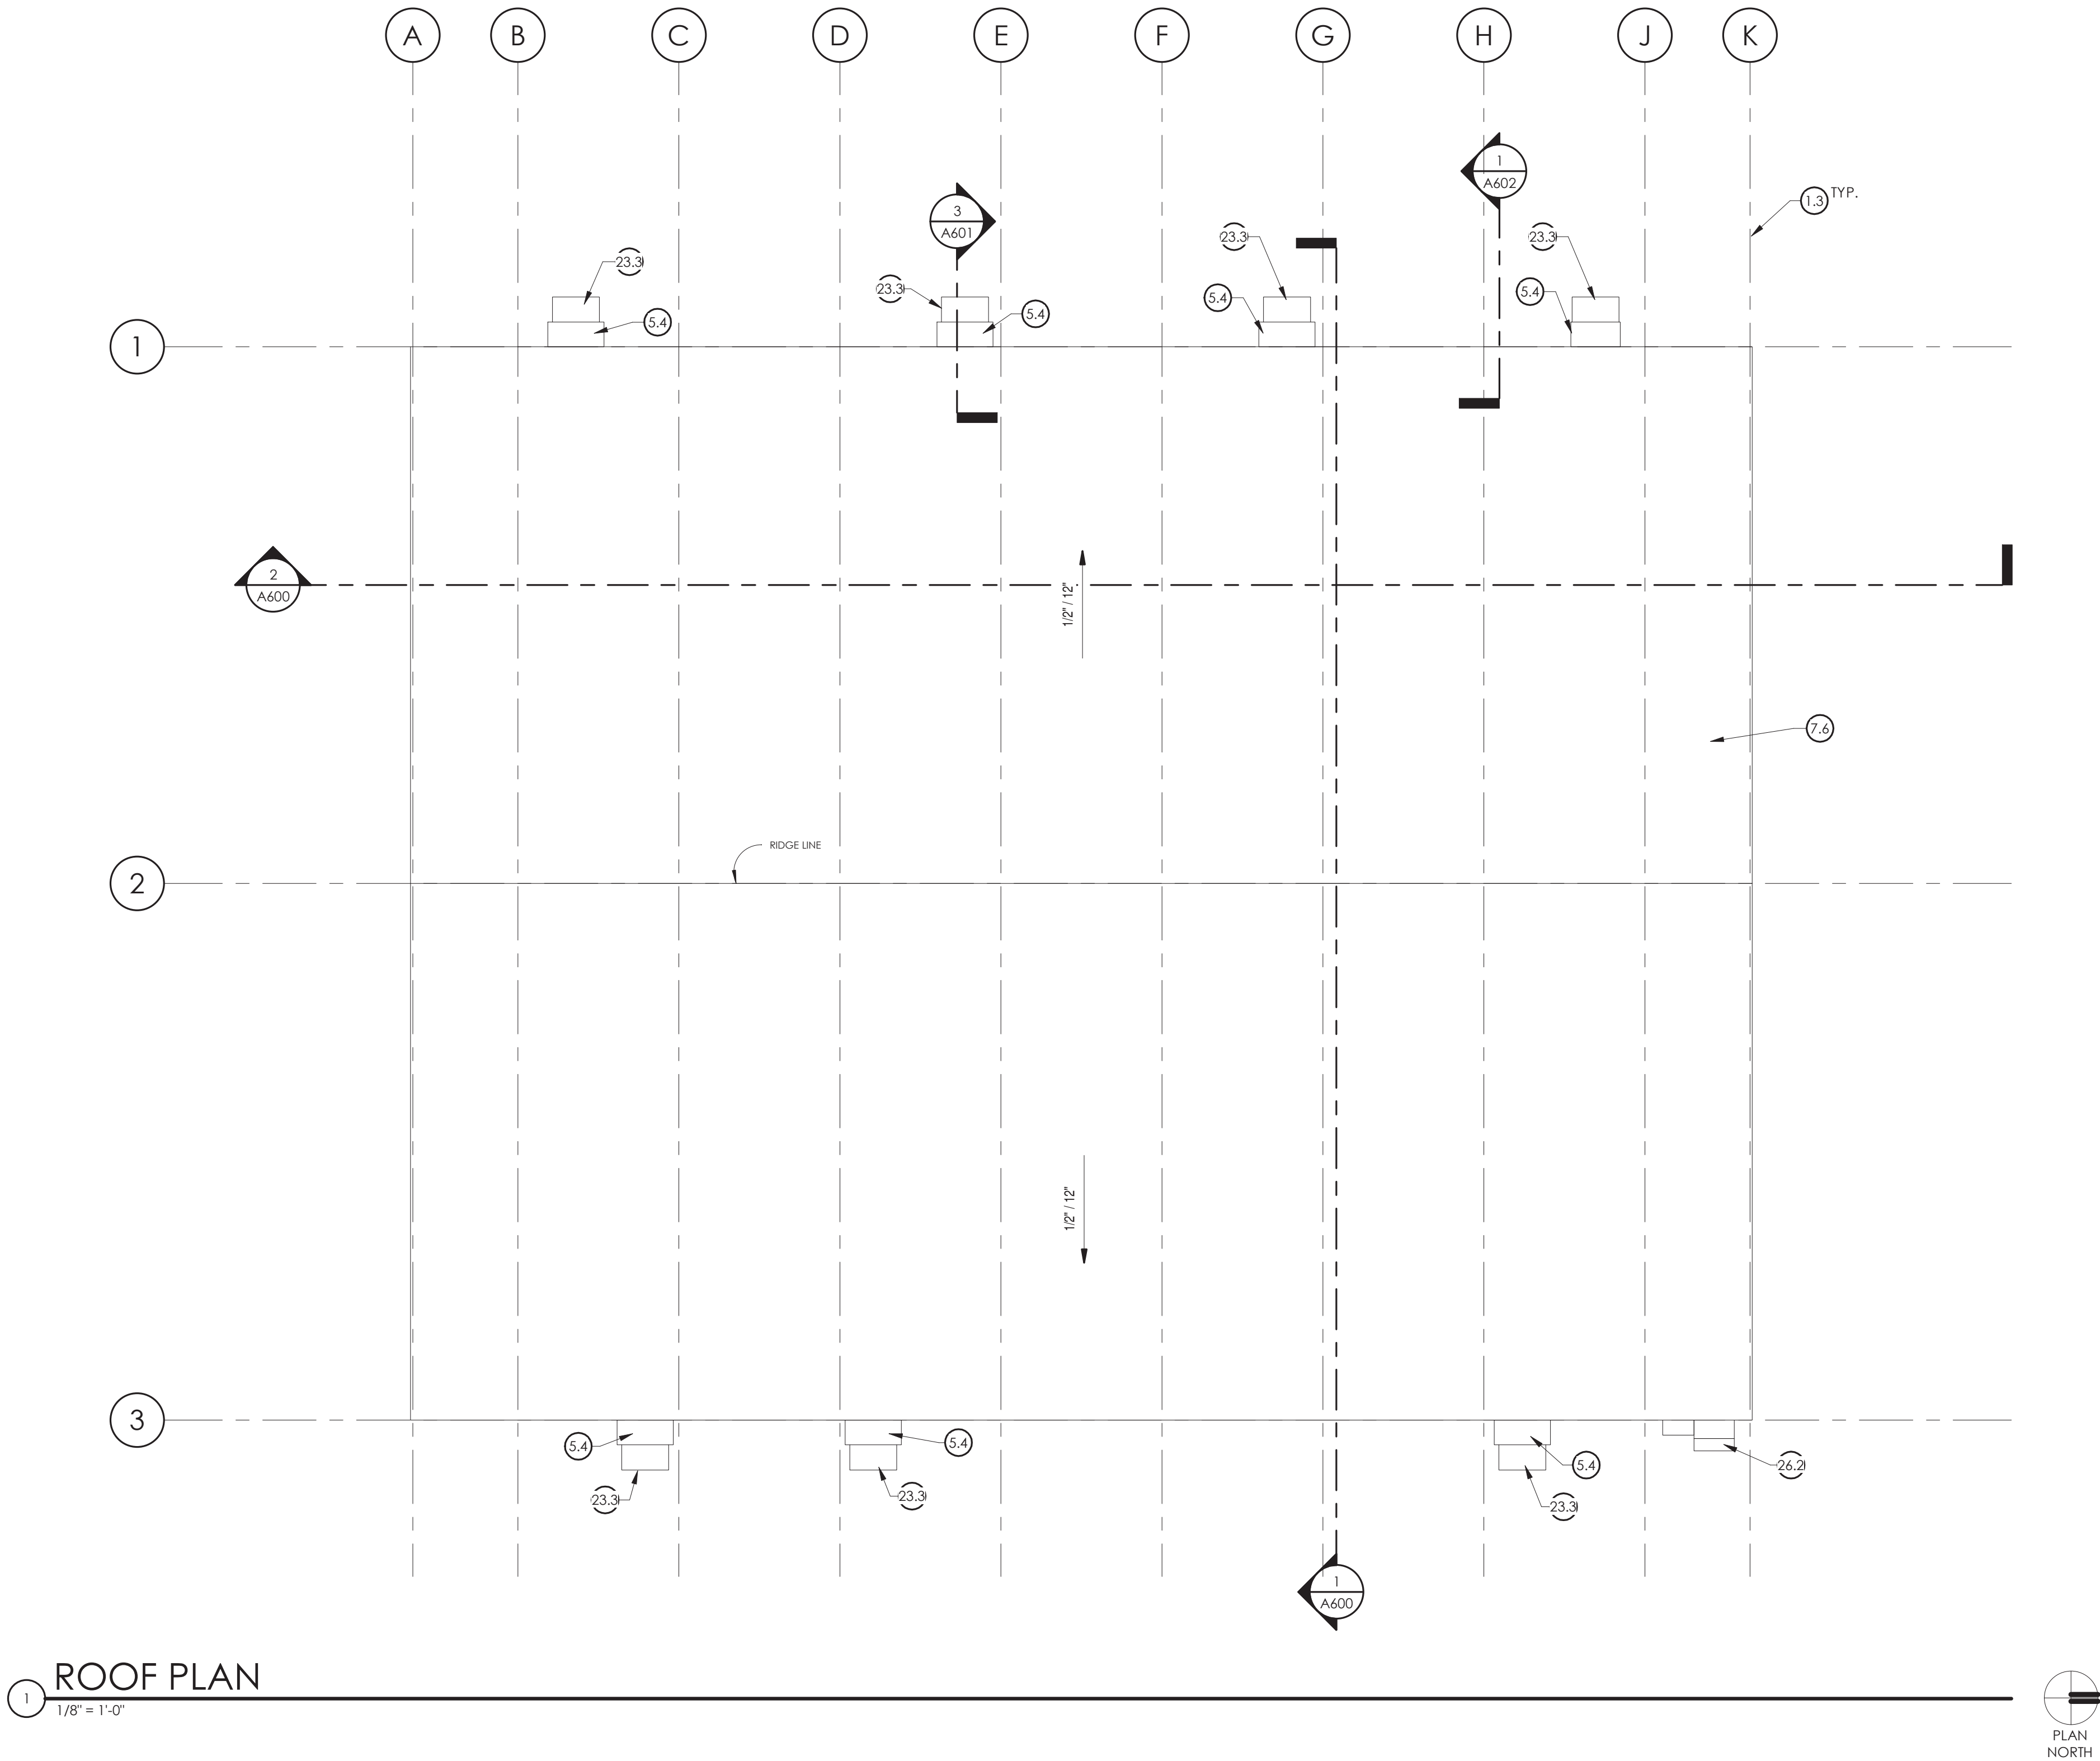 A B C D E F G H J K
1
A602
1.3 TYP.
3
A601
23.3 23.3
23.3
23.3
5.4 5.4
5.4
5.4
1
2
A600
1/2" / 12"
7.6
RIDGE LINE
2
1/2" / 12"
3
5.4 5.4 5.4 26.2
23.3 23.3 23.3
1
A600
ROOF PLAN
1
1/8" = 1'-0"
PLAN
NORTH